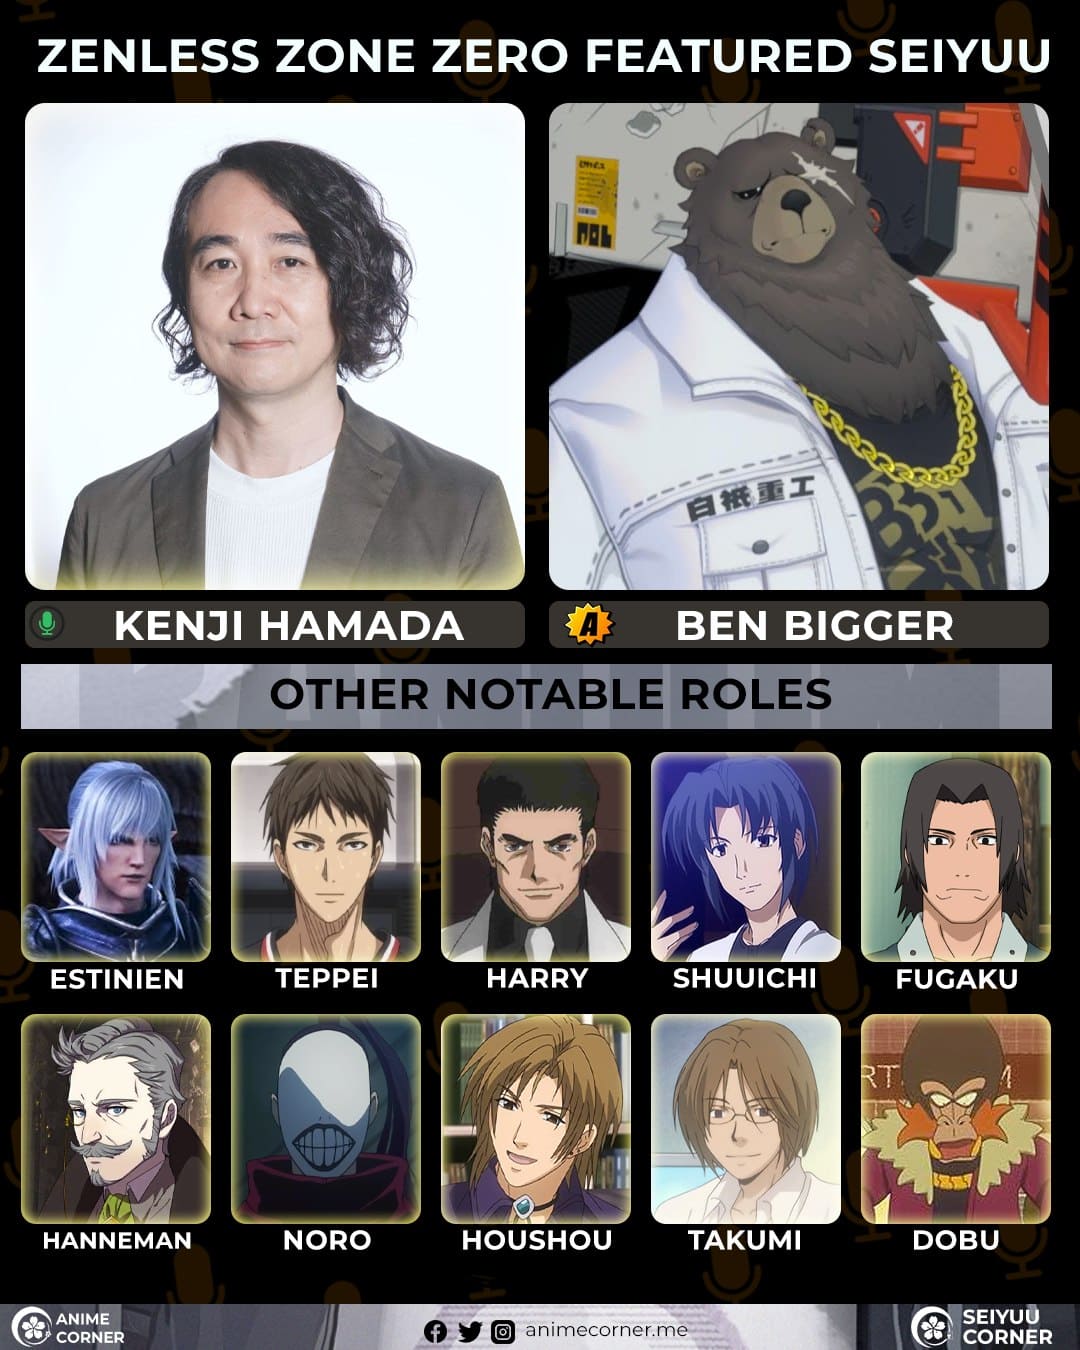 ZENLESS ZONE ZERO FEATURED SEIYUU
白祇重工
KENJI HAMADA
A
BEN BIGGER
OTHER NOTABLE ROLES
ESTINIEN
TEPPEI
HARRY
SHUUICHI
FUGAKU
HANNEMAN
NORO
HOUSHOU
TAKUMI
DOBU
ANIME
CORNER
animecorner.me
SEIYUU
CORNER